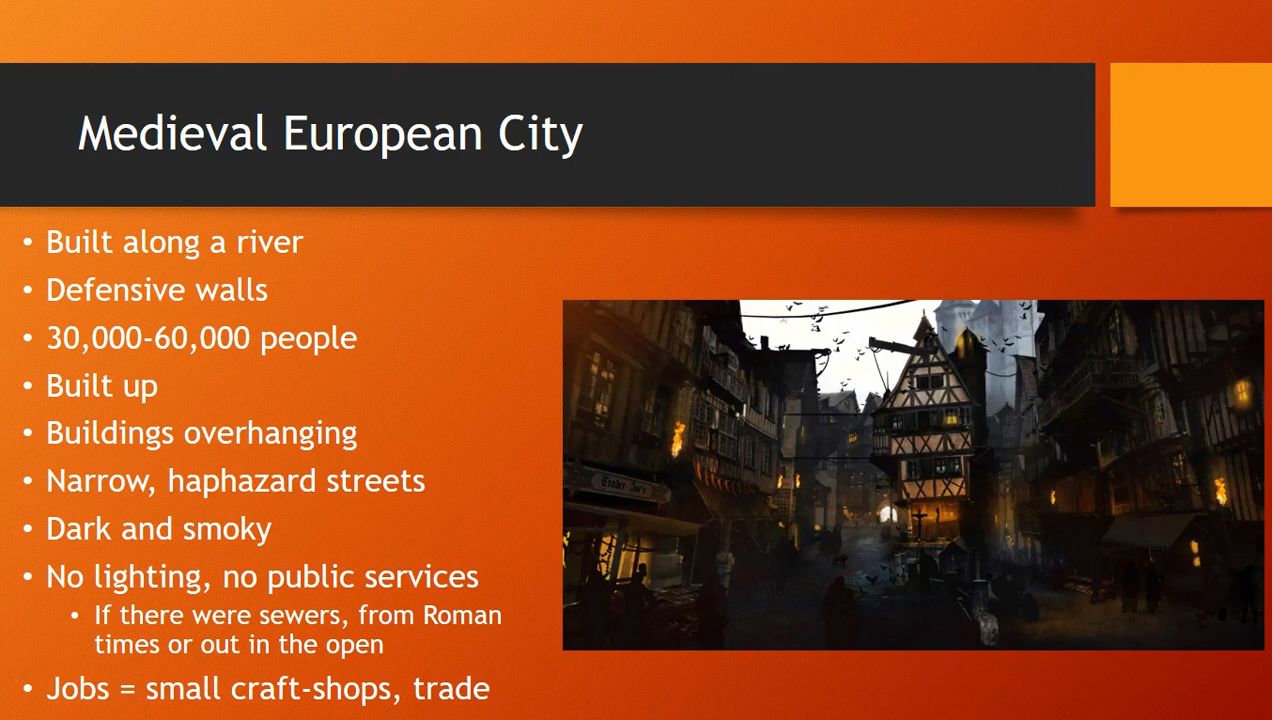 Medieval European City
• Built along a river
• Defensive walls
• 30,000-60,000 people
• Built up
• Buildings overhanging
• Narrow, haphazard streets
• Dark and smoky
• No lighting, no public services
• If there were sewers, from Roman
times or out in the open
• Jobs = small craft-shops, trade
Trader Joe's